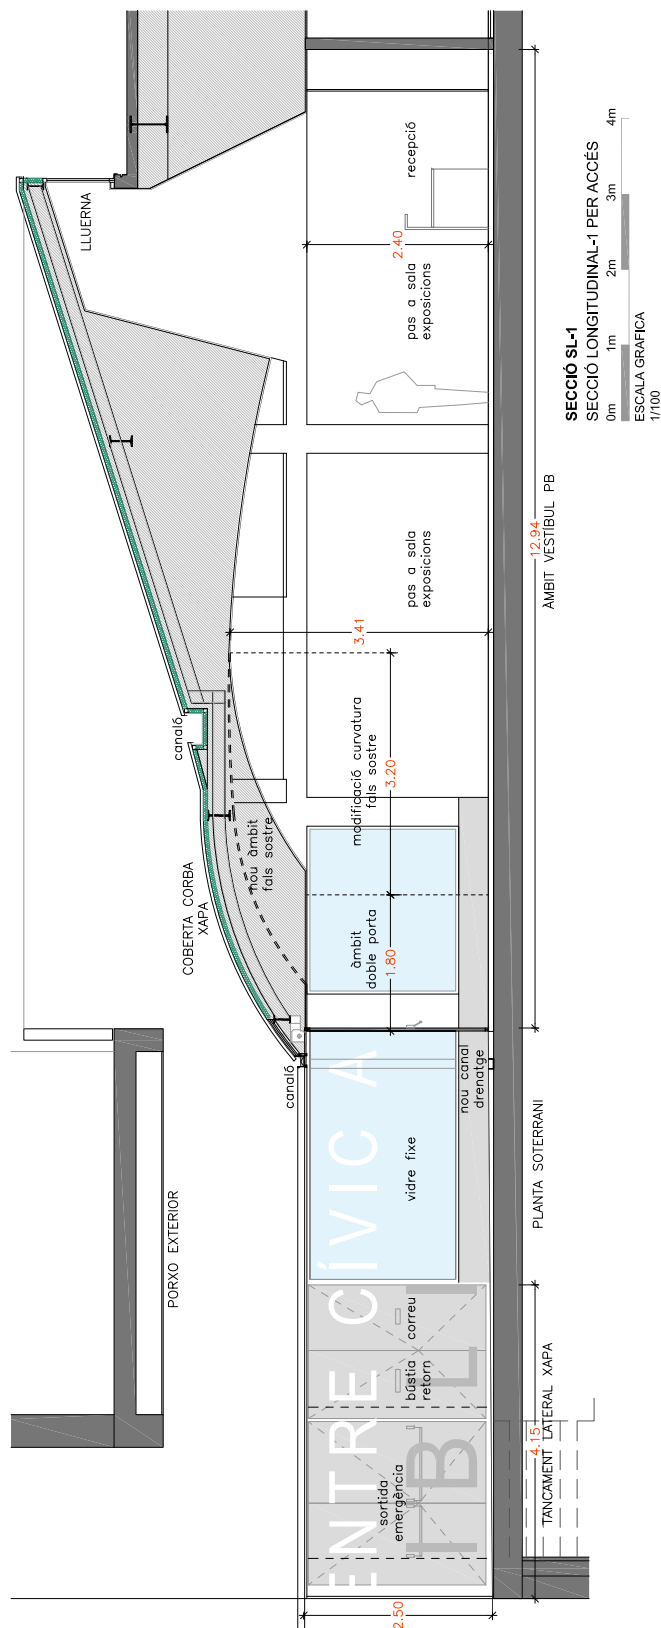 SECCIÓ SL-1
SECCIÓ LONGITUDINAL-1 PER ACCÉS
0m 1m 2m 3m 4m
ESCALA GRAFICA
1/100
LLUERNA
recepció
2.40
pas a sala
exposicions
pas a sala
exposicions
12.94
ÀMBIT VESTÍBUL PB
3.41
canaló
modificació curvatura
fals sostre
3.20
nou àmbit
fals sostre
COBERTA CORBA
XAPA
àmbit
doble porta
1.80
canaló
nou canal
drenatge
vidre fixe
PLANTA SOTERRANI
PORXO EXTERIOR
ENTRE CÍVIC A
bústia correu
retorn
sortida
emergència
4.15
TANCAMENT LATERAL XAPA
2.50